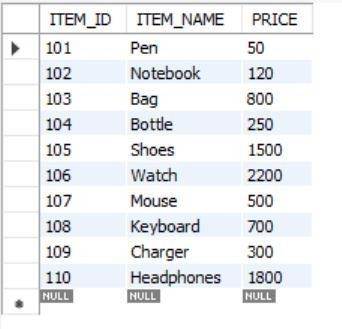 ITEM_ID ITEM_NAME PRICE
101 Pen 50
102 Notebook 120
103 Bag 800
104 Bottle 250
105 Shoes 1500
106 Watch 2200
107 Mouse 500
108 Keyboard 700
109 Charger 300
110 Headphones 1800
NULL NULL NULL